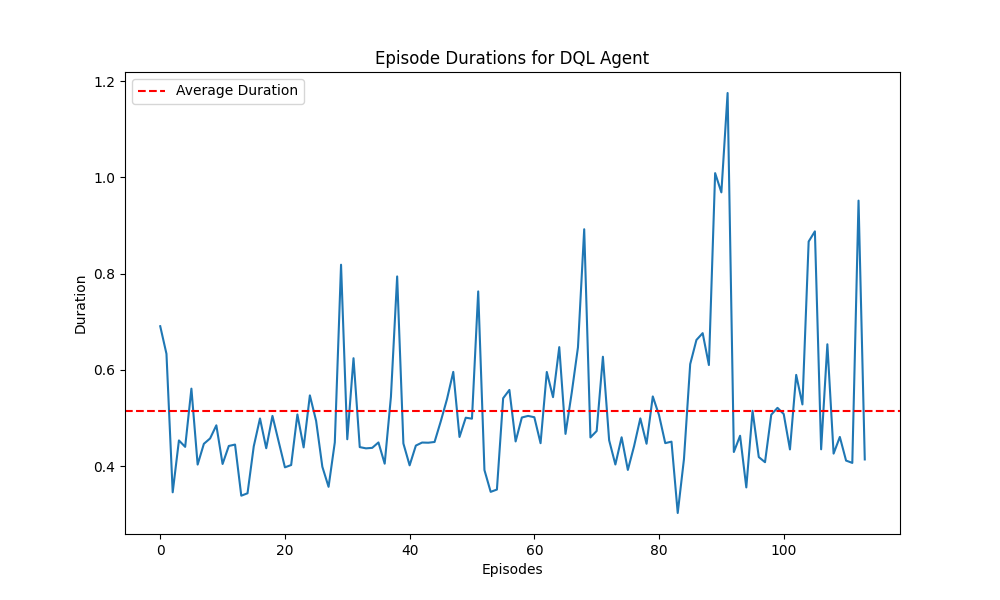 Episode Durations for DQL Agent
Average Duration
1.2
1.0
0.8
0.6
0.4
Duration
0 20 40 60 80 100
Episodes